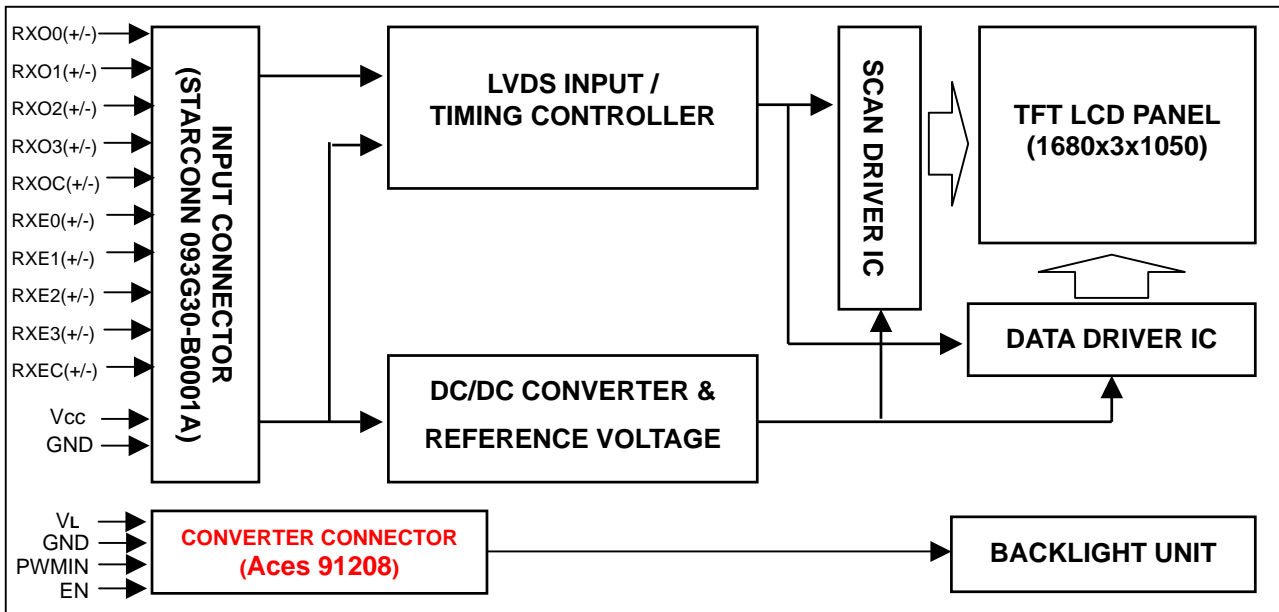 RXO0(+/-)
RXO1(+/-)
RXO2(+/-)
RXO3(+/-)
RXOC(+/-)
RXE0(+/-)
RXE1(+/-)
RXE2(+/-)
RXE3(+/-)
RXEC(+/-)
Vcc
GND
INPUT CONNECTOR
(STARCONN 093G30-B0001A)
LVDS INPUT /
TIMING CONTROLLER
SCAN DRIVER IC
TFT LCD PANEL
(1680x3x1050)
DATA DRIVER IC
DC/DC CONVERTER &
REFERENCE VOLTAGE
VL
GND
PWMIN
EN
CONVERTER CONNECTOR
(Aces 91208)
BACKLIGHT UNIT